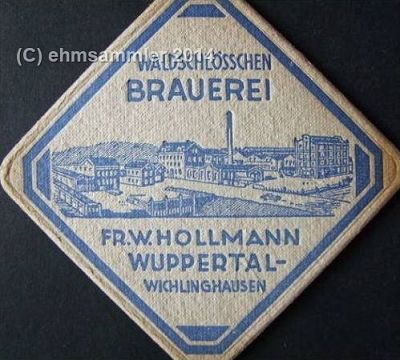 (C) ehmsammler 2014
WALDSCHLÖSSCHEN
BRAUEREI
FR.W.HOLLMANN
WUPPERTAL-
WICHLINGHAUSEN